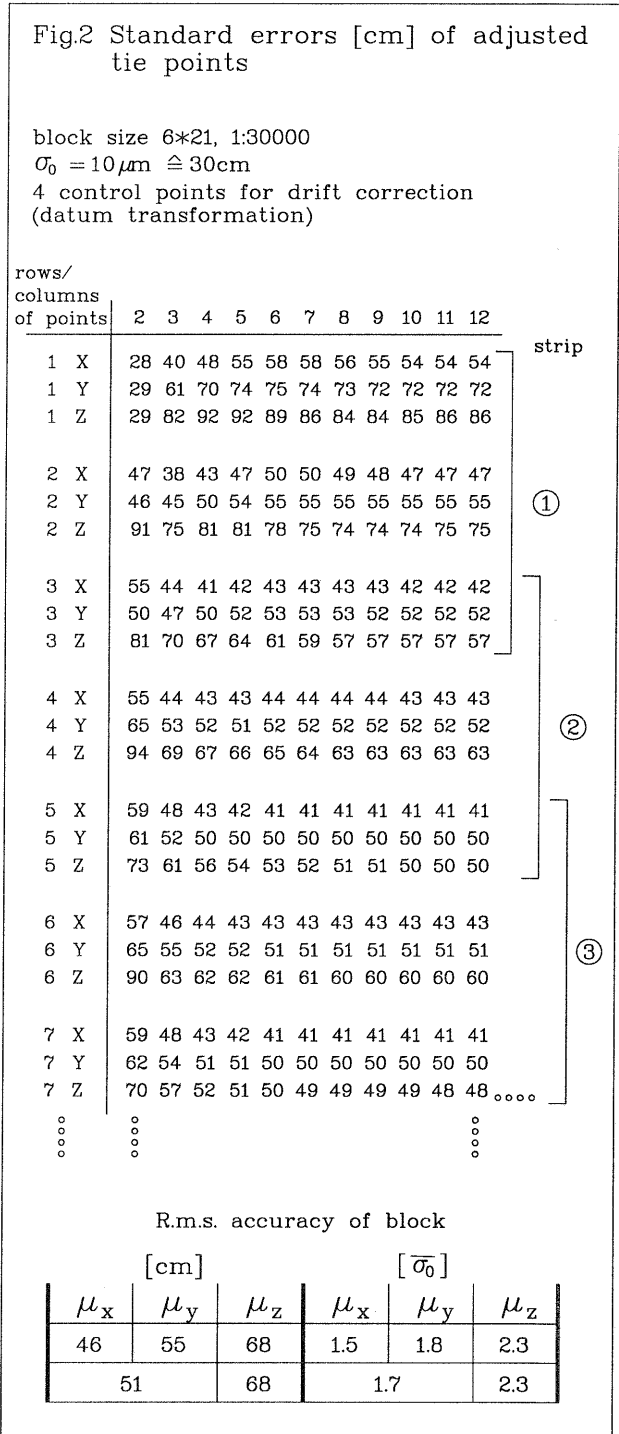 Fig.2 Standard errors [cm] of adjusted
tie points
block size 6*21, 1:30000
σ₀ = 10 μm ≙ 30cm
4 control points for drift correction
(datum transformation)
rows/
columns
of points 2 3 4 5 6 7 8 9 10 11 12
strip
1 X 28 40 48 55 58 58 56 55 54 54 54
1 Y 29 61 70 74 75 74 73 72 72 72 72
1 Z 29 82 92 92 89 86 84 84 85 86 86
2 X 47 38 43 47 50 50 49 48 47 47 47
2 Y 46 45 50 54 55 55 55 55 55 55 55
①
2 Z 91 75 81 81 78 75 74 74 74 75 75
3 X 55 44 41 42 43 43 43 43 42 42 42
3 Y 50 47 50 52 53 53 53 52 52 52 52
3 Z 81 70 67 64 61 59 57 57 57 57 57
4 X 55 44 43 43 44 44 44 44 43 43 43
4 Y 65 53 52 51 52 52 52 52 52 52 52
②
4 Z 94 69 67 66 65 64 63 63 63 63 63
5 X 59 48 43 42 41 41 41 41 41 41 41
5 Y 61 52 50 50 50 50 50 50 50 50 50
5 Z 73 61 56 54 53 52 51 51 50 50 50
6 X 57 46 44 43 43 43 43 43 43 43 43
6 Y 65 55 52 52 51 51 51 51 51 51 51
③
6 Z 90 63 62 62 61 61 60 60 60 60 60
7 X 59 48 43 42 41 41 41 41 41 41 41
7 Y 62 54 51 51 50 50 50 50 50 50 50
7 Z 70 57 52 51 50 49 49 49 49 48 48
R.m.s. accuracy of block
[cm] [σ̅₀]
μx μy μz μx μy μz
46 55 68 1.5 1.8 2.3
51 68 1.7 2.3